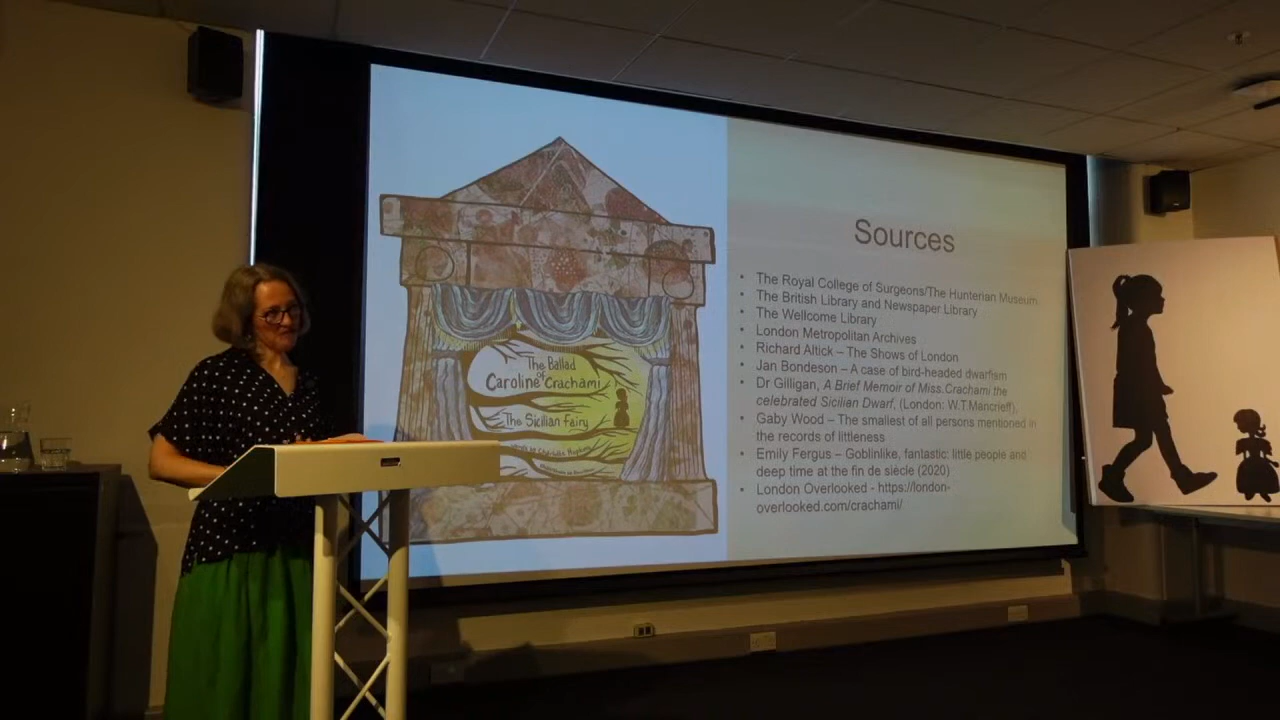 The Ballad
of
Caroline Crachami
The Sicilian Fairy
Sources
• The Royal College of Surgeons/The Hunterian Museum
• The British Library and Newspaper Library
• The Wellcome Library
• London Metropolitan Archives
• Richard Altick – The Shows of London
• Jan Bondeson – A case of bird-headed dwarfism
• Dr Gilligan, A Brief Memoir of Miss.Crachami the
celebrated Sicilian Dwarf, (London: W.T.Mancrieff),
• Gaby Wood – The smallest of all persons mentioned in
the records of littleness
• Emily Fergus – Goblinlike, fantastic: little people and
deep time at the fin de siècle (2020)
• London Overlooked - https://london-
overlooked.com/crachami/